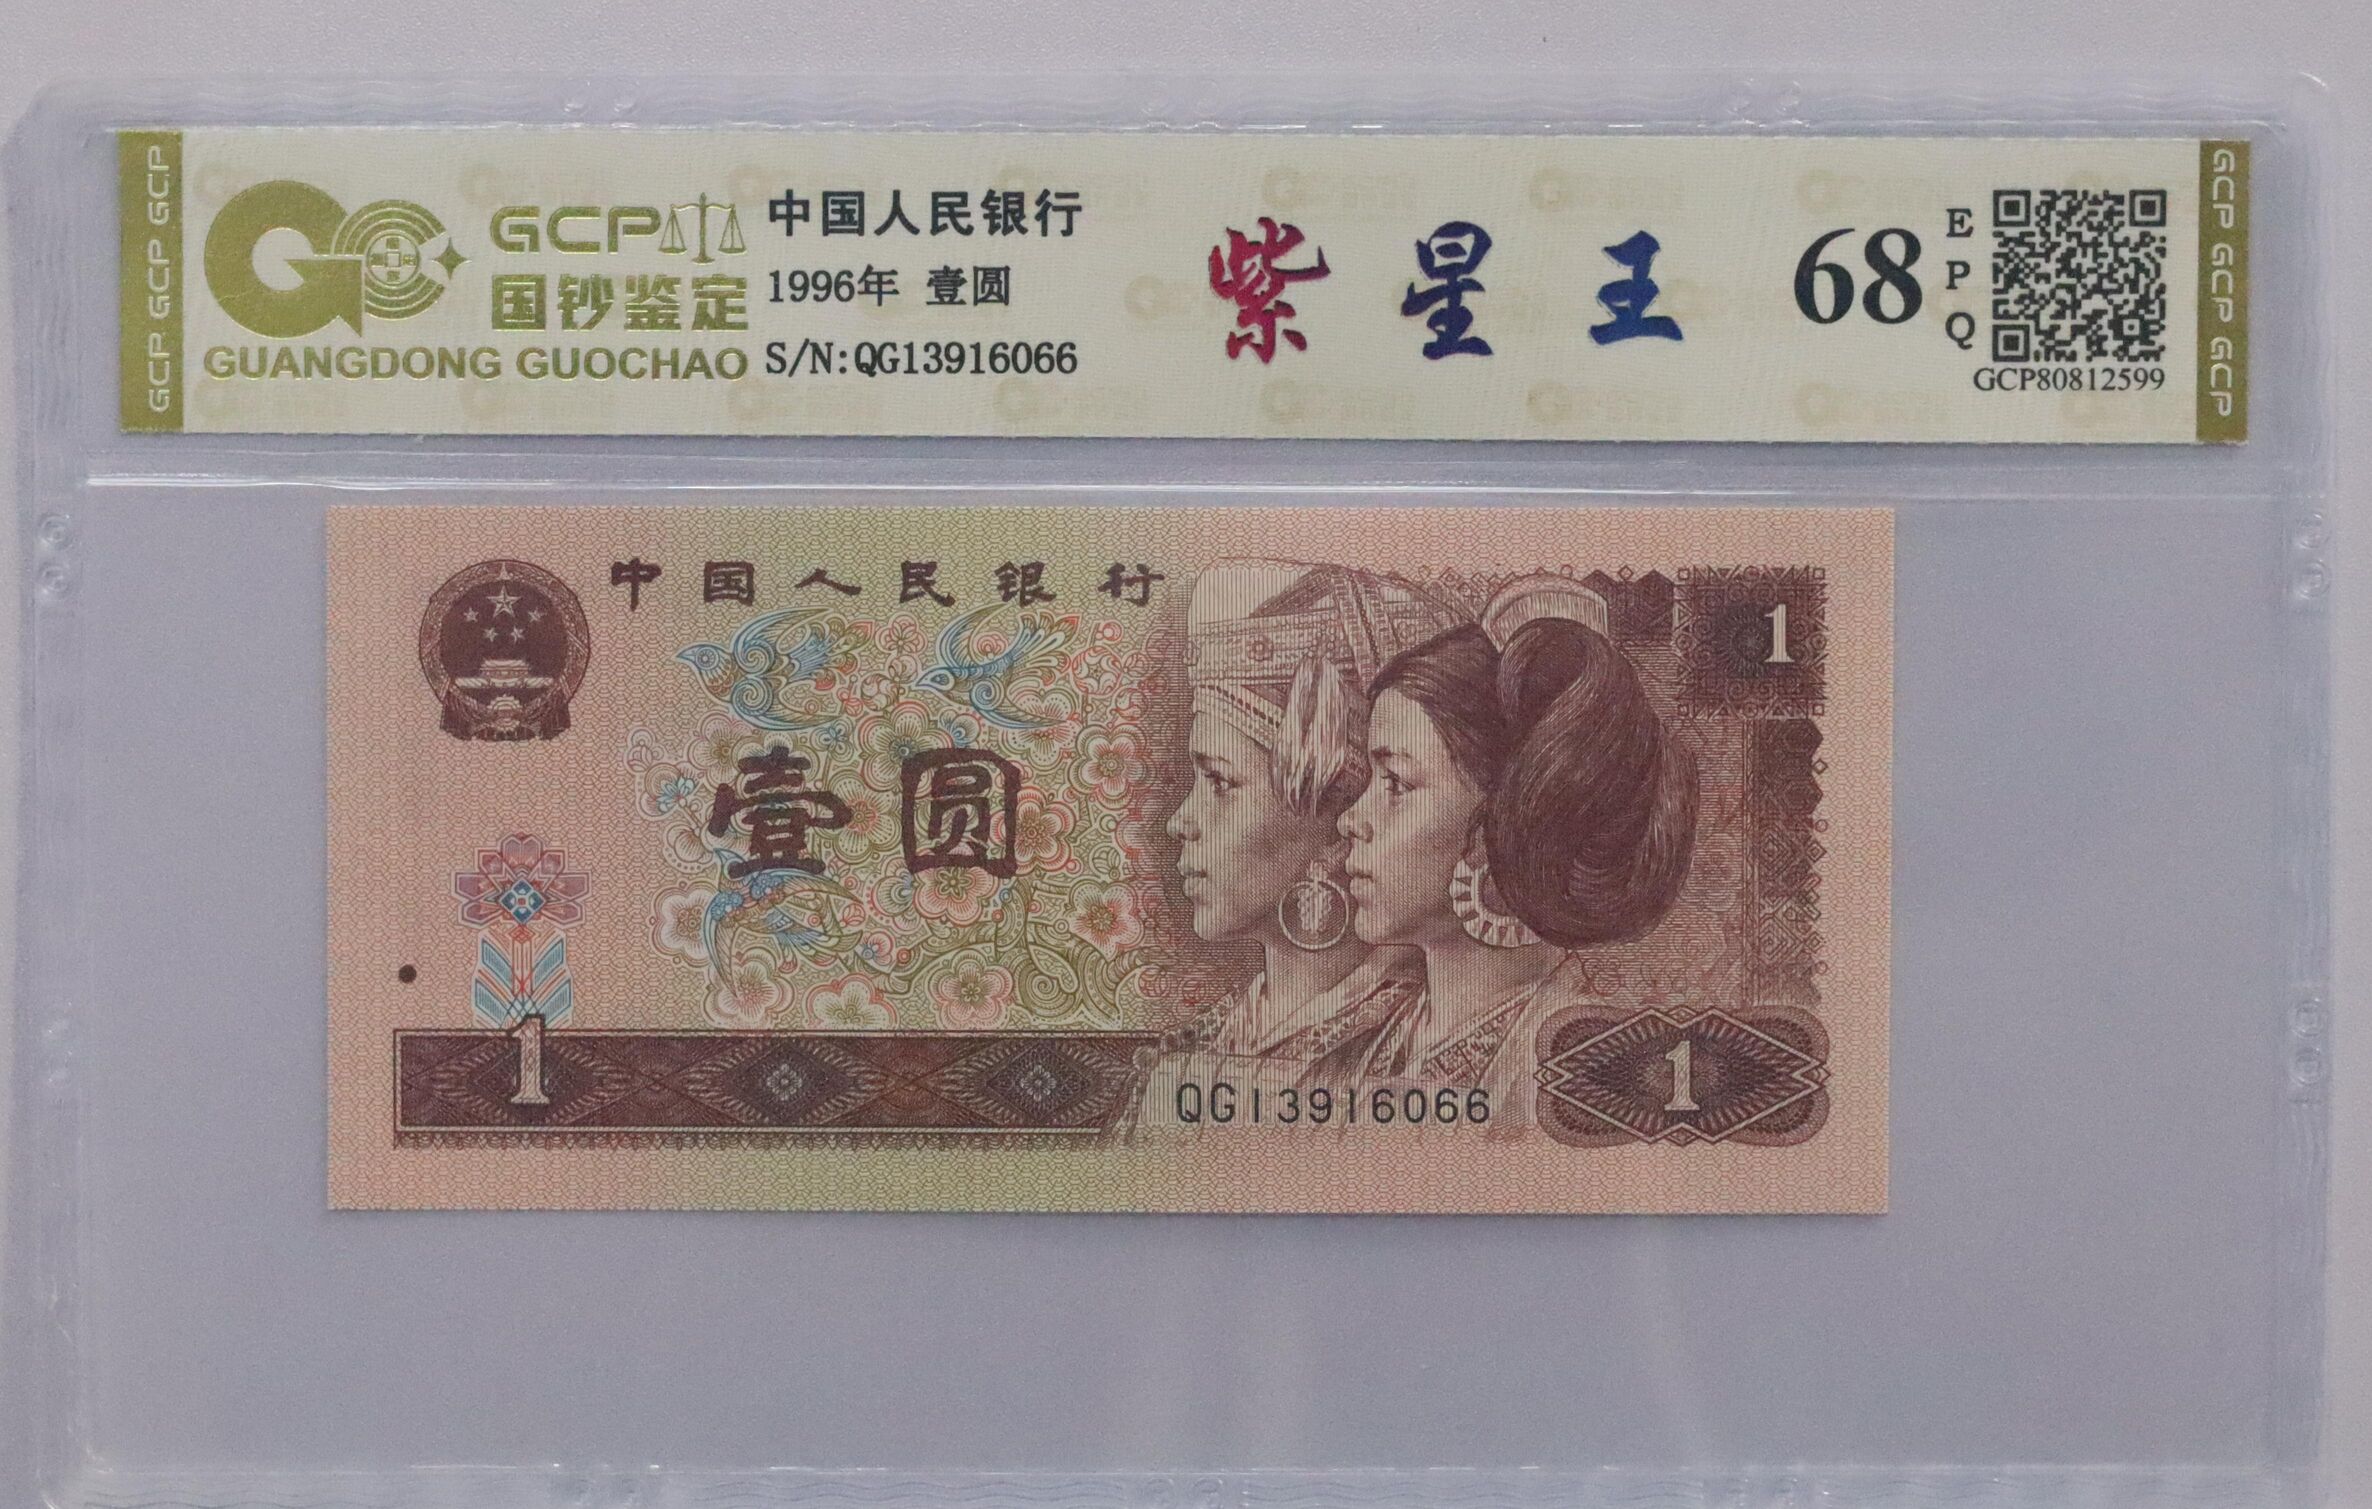 GCP GCP GCP
GCP
国钞鉴定
GUANGDONG GUOCHAO
中国人民银行
1996年 壹圆
S/N:QG13916066
紫星王
68
EPQ
GCP80812599
GCP GCP GCP
中国人民银行
1
壹圆
1
QG13916066
1